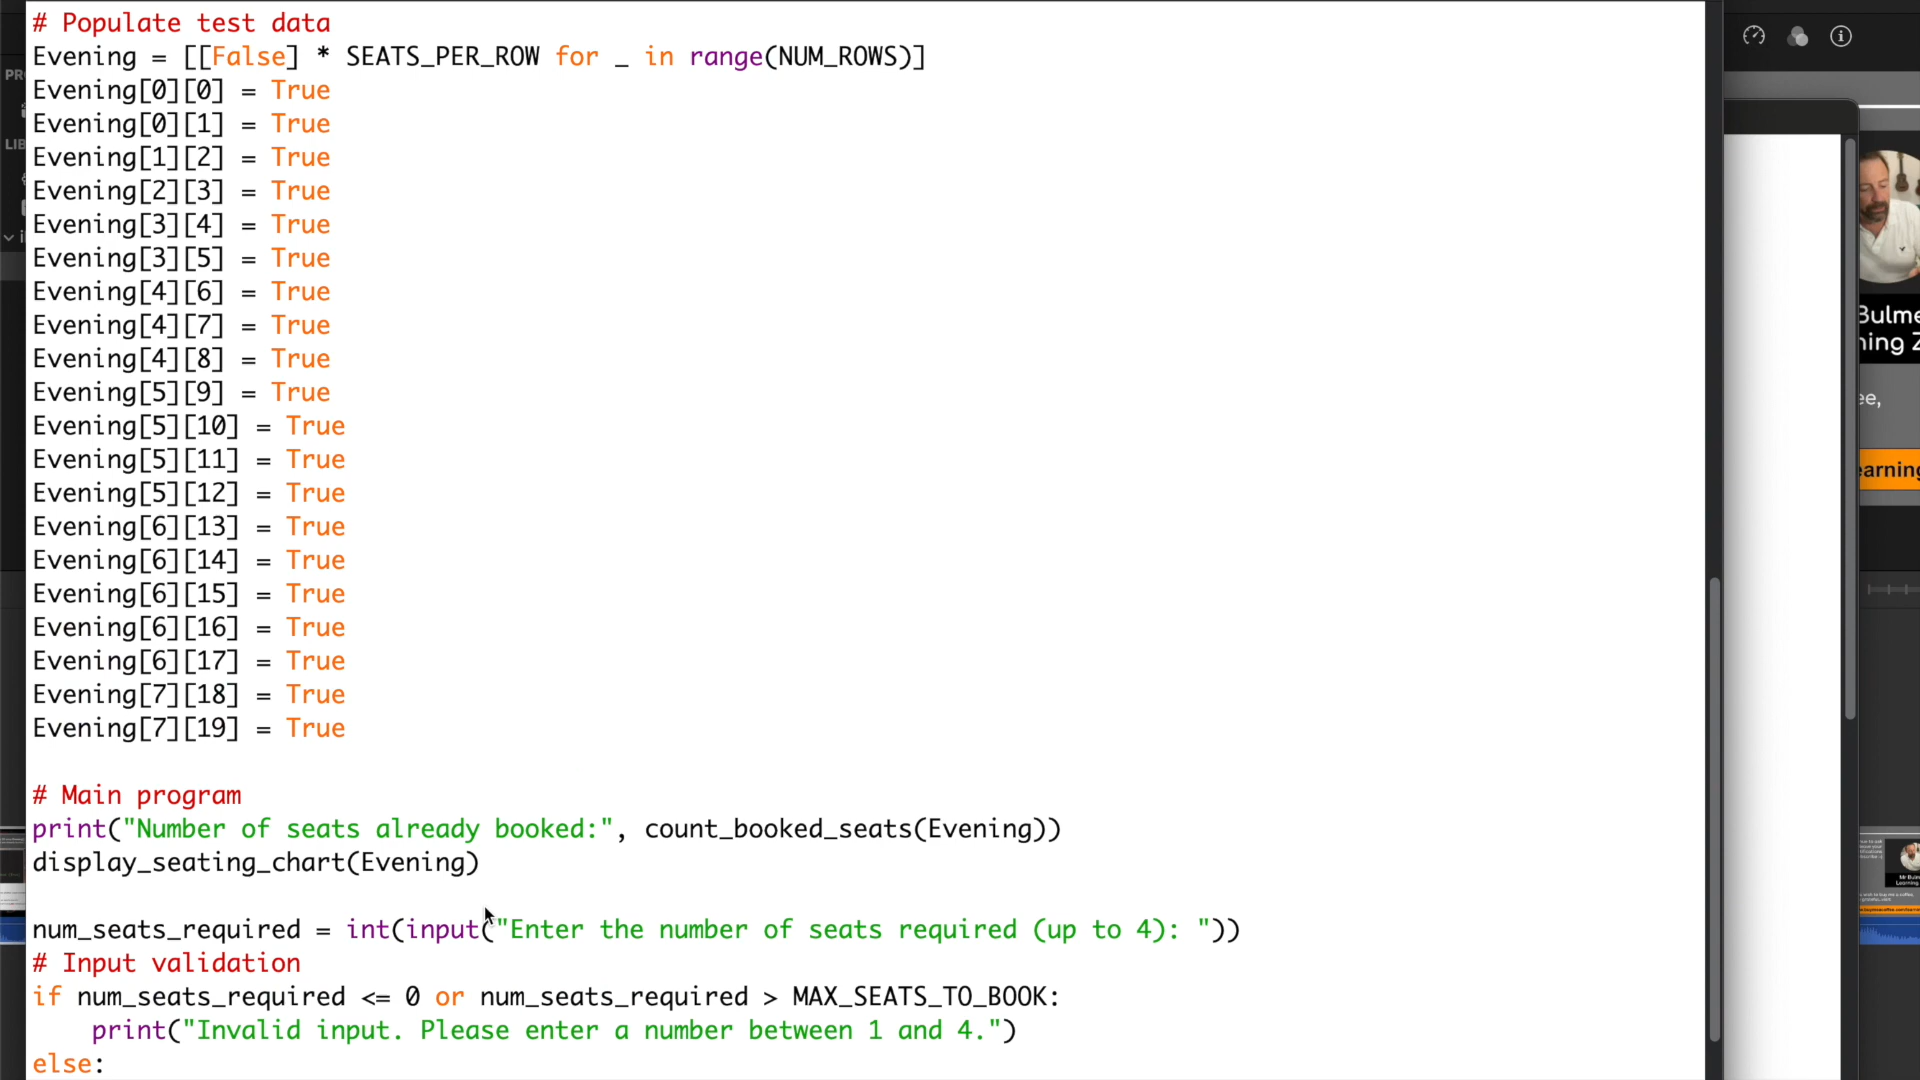 # Populate test data
Evening = [[False] * SEATS_PER_ROW for _ in range(NUM_ROWS)]
Evening[0][0] = True
Evening[0][1] = True
Evening[1][2] = True
Evening[2][3] = True
Evening[3][4] = True
Evening[3][5] = True
Evening[4][6] = True
Evening[4][7] = True
Evening[4][8] = True
Evening[5][9] = True
Evening[5][10] = True
Evening[5][11] = True
Evening[5][12] = True
Evening[6][13] = True
Evening[6][14] = True
Evening[6][15] = True
Evening[6][16] = True
Evening[6][17] = True
Evening[7][18] = True
Evening[7][19] = True
# Main program
print("Number of seats already booked:", count_booked_seats(Evening))
display_seating_chart(Evening)
num_seats_required = int(input("Enter the number of seats required (up to 4): "))
# Input validation
if num_seats_required <= 0 or num_seats_required > MAX_SEATS_TO_BOOK:
    print("Invalid input. Please enter a number between 1 and 4.")
else: